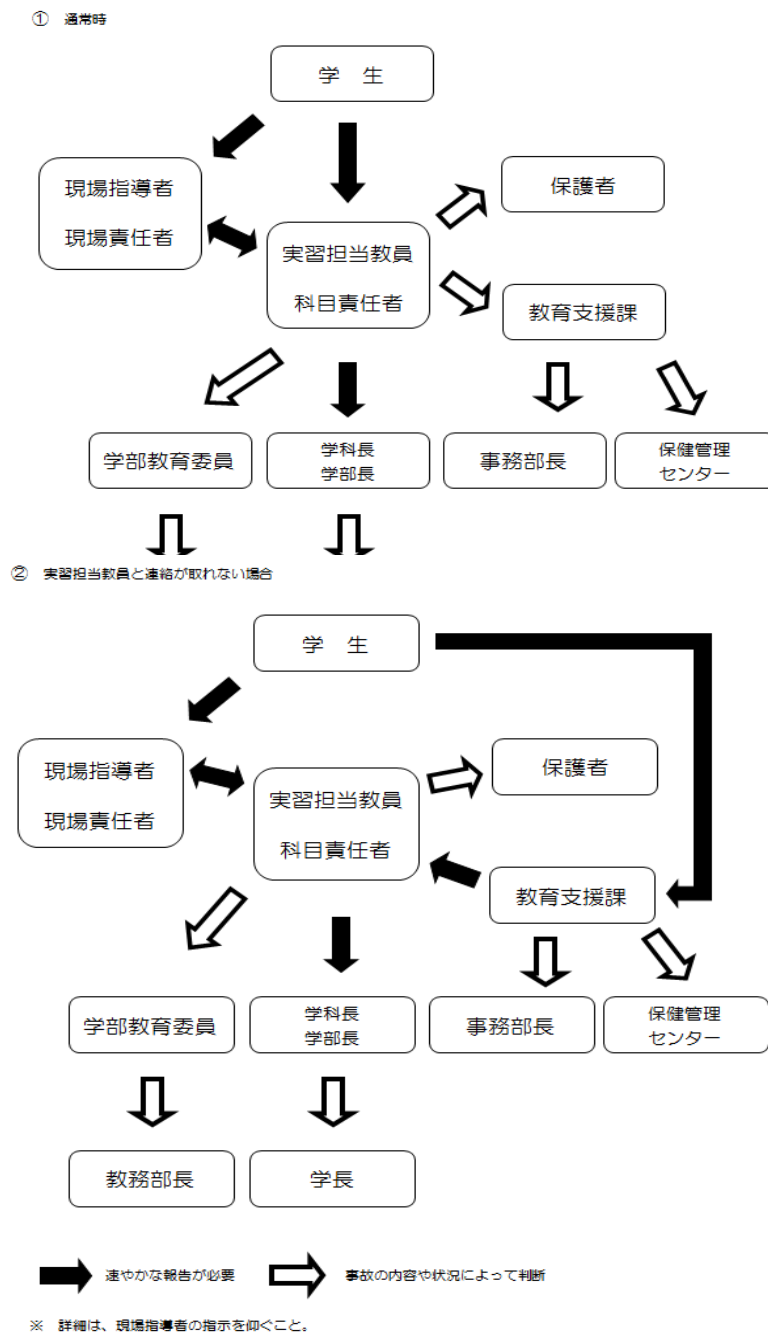 ① 通常時
学 生
現場指導者
現場責任者
保護者
実習担当教員
科目責任者
教育支援課
学部教育委員
学科長
学部長
事務部長
保健管理
センター
② 実習担当教員と連絡が取れない場合
学 生
現場指導者
現場責任者
保護者
実習担当教員
科目責任者
教育支援課
学部教育委員
学科長
学部長
事務部長
保健管理
センター
教務部長
学長
速やかな報告が必要
事故の内容や状況によって判断
※ 詳細は、現場指導者の指示を仰ぐこと。